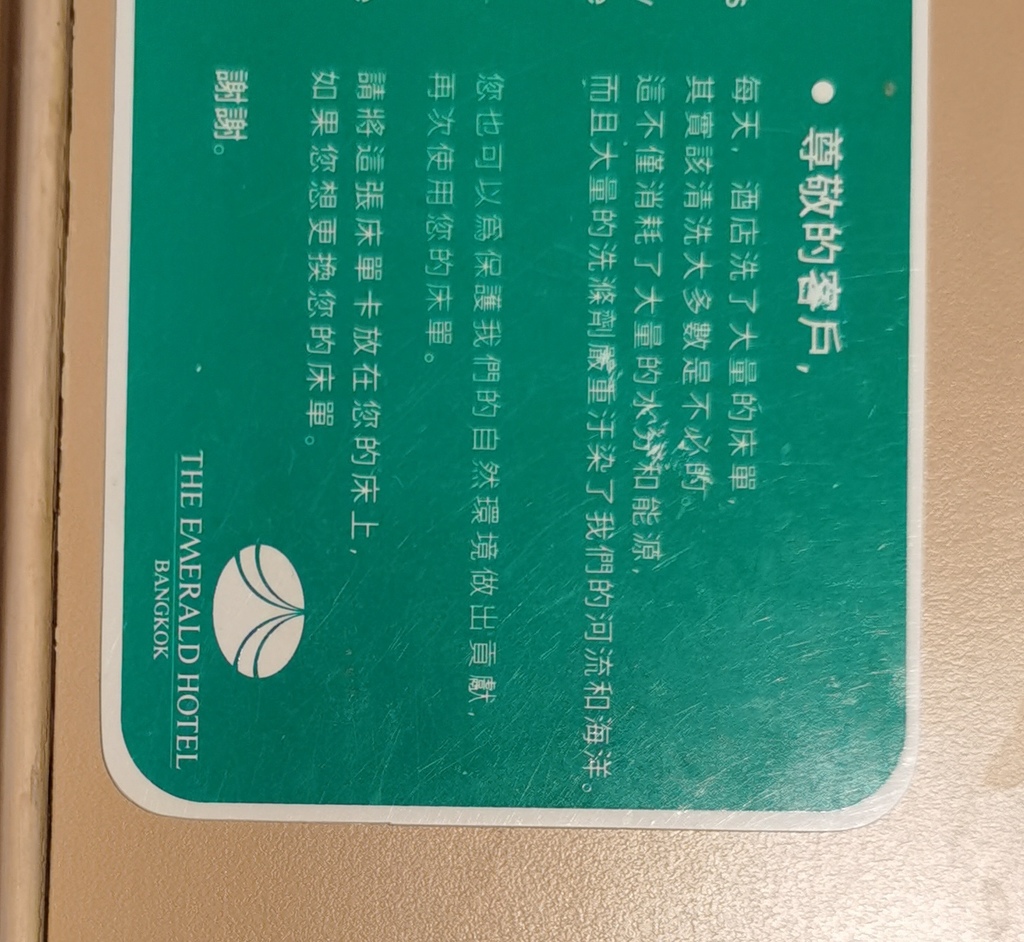 尊敬的客戶，
每天，酒店洗了大量的床單，
其實該清洗大多數是不必的。
這不僅消耗了大量的水分和能源，
而且大量的洗滌劑嚴重汙染了我們的河流和海洋。
您也可以爲保護我們的自然環境做出貢獻，
再次使用您的床單。
請將這張床單卡放在您的床上，
如果您想更換您的床單。
謝謝。
THE EMERALD HOTEL
BANGKOK